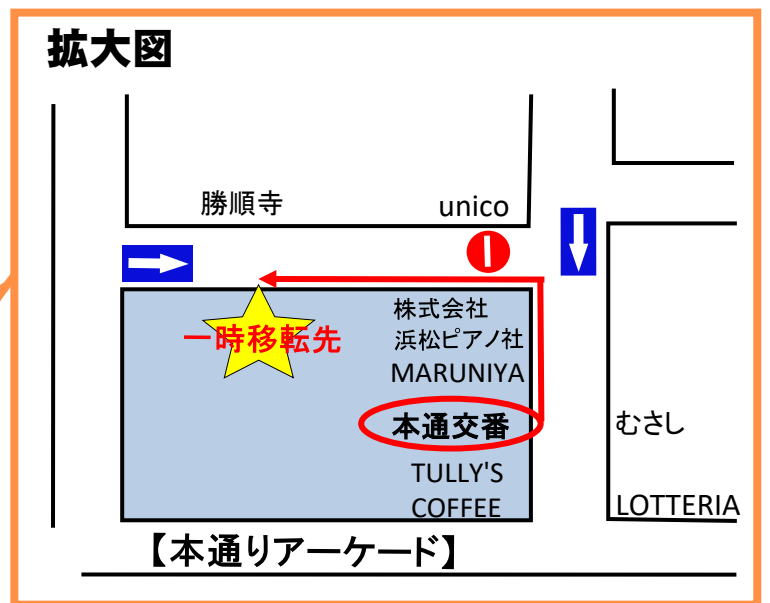 拡大図
勝順寺
unico
株式会社
浜松ピアノ社
MARUNIYA
一時移転先
本通交番
むさし
TULLY'S
COFFEE
LOTTERIA
【本通りアーケード】